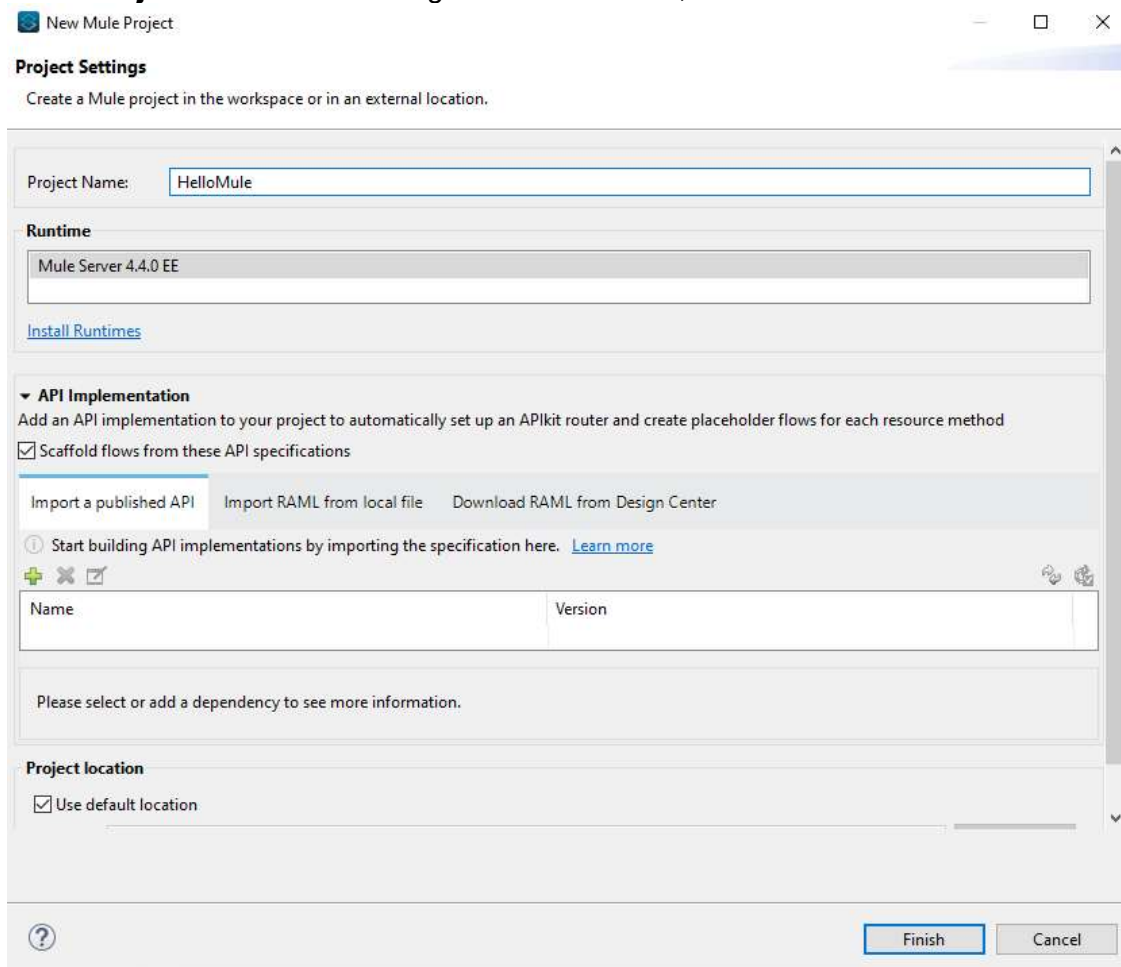 New Mule Project
Project Settings
Create a Mule project in the workspace or in an external location.
Project Name: HelloMule
Runtime
Mule Server 4.4.0 EE
Install Runtimes
API Implementation
Add an API implementation to your project to automatically set up an APIkit router and create placeholder flows for each resource method
Scaffold flows from these API specifications
Import a published API Import RAML from local file Download RAML from Design Center
Start building API implementations by importing the specification here. Learn more
Name Version
Please select or add a dependency to see more information.
Project location
Use default location
Finish Cancel